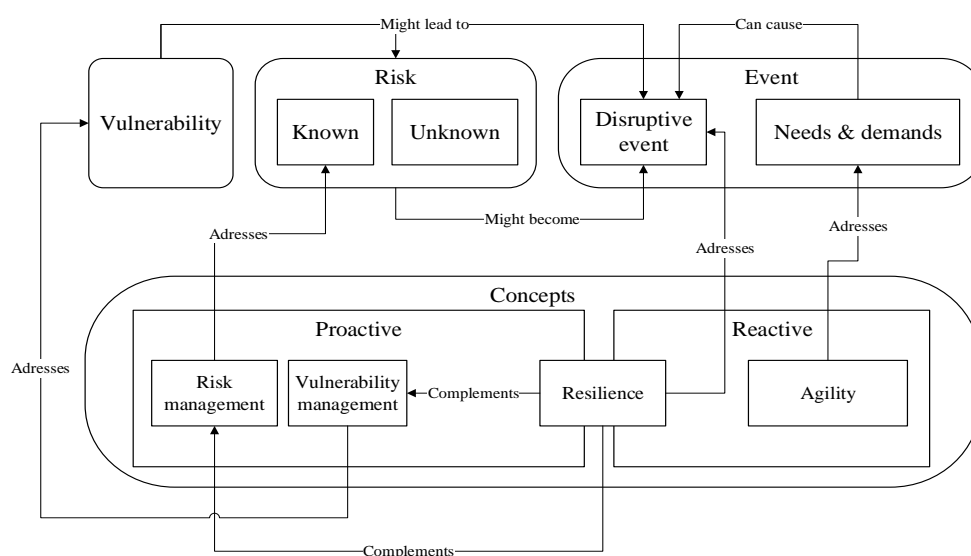 Might lead to
Can cause
Risk
Event
Vulnerability
Known
Unknown
Disruptive
event
Needs & demands
Might become
Adresses
Adresses
Adresses
Concepts
Proactive
Reactive
Adresses
Risk
management
Vulnerability
management
Complements
Resilience
Agility
Complements